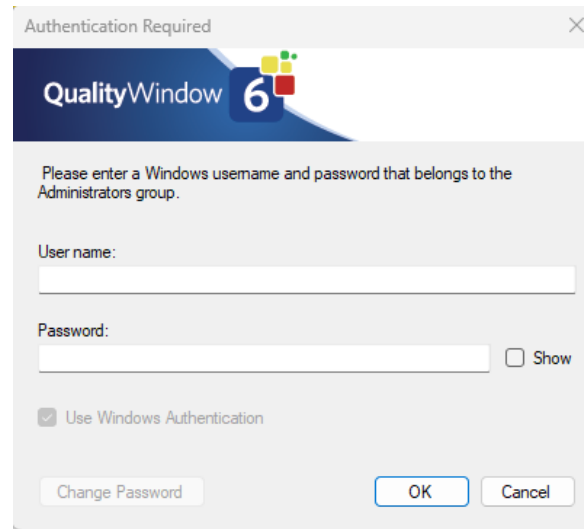 Authentication Required
QualityWindow 6
Please enter a Windows username and password that belongs to the
Administrators group.
User name:
Password:
Show
Use Windows Authentication
Change Password
OK
Cancel